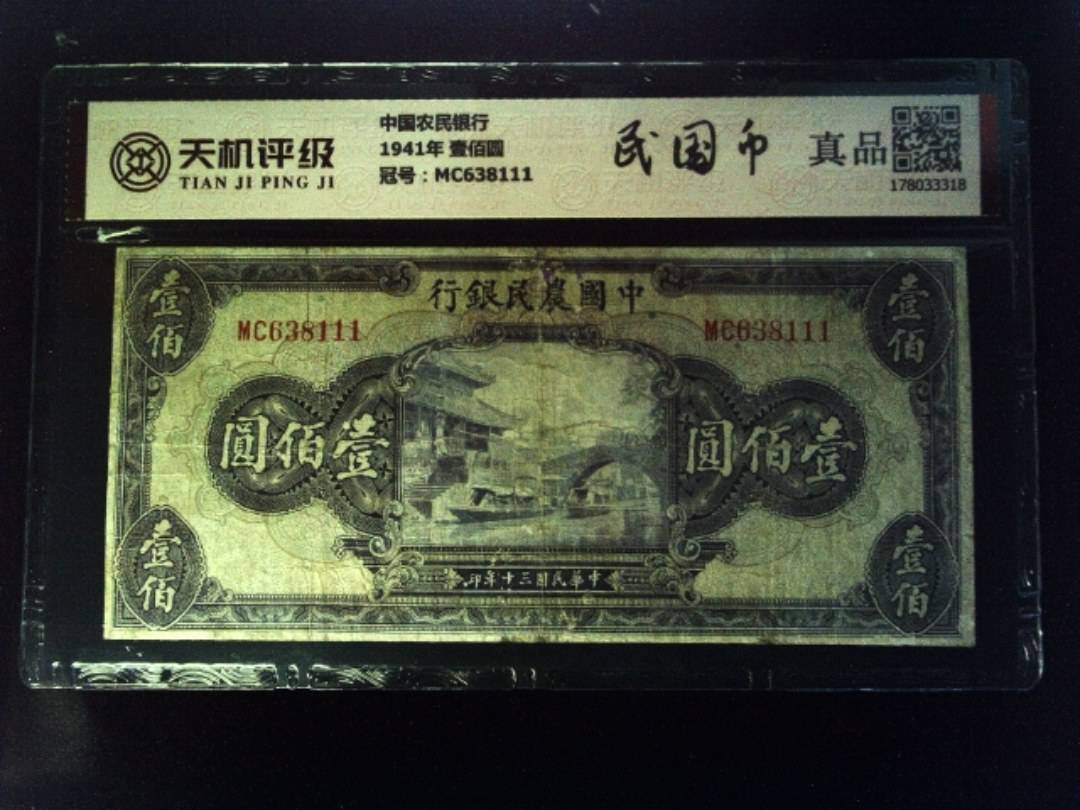 天机评级
TIAN JI PING JI
中国农民银行
1941年 壹佰圆
冠号：MC638111
民国币 真品
178033318
壹佰
行銀民農國中
壹佰
MC638111
MC638111
圓佰壹
圓佰壹
壹佰
印年十三國民華中
壹佰